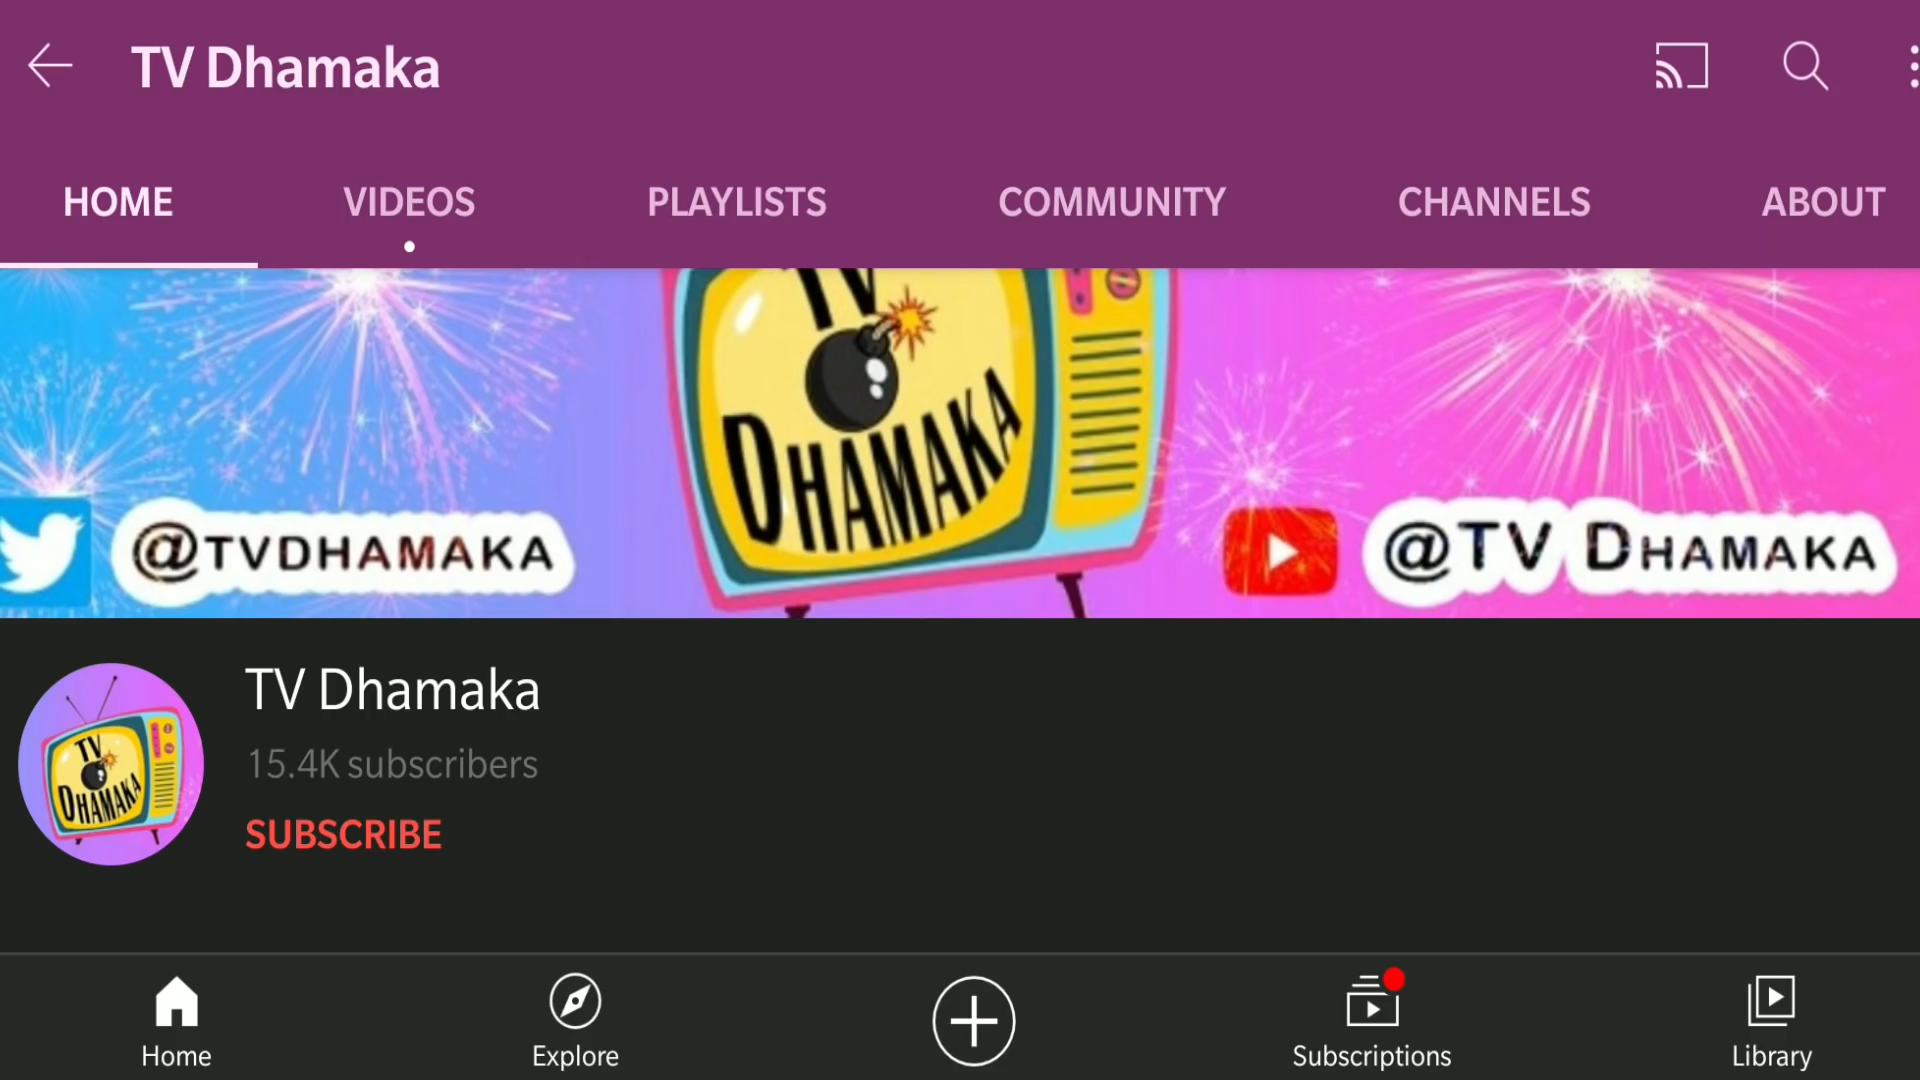 TV Dhamaka
HOME VIDEOS PLAYLISTS COMMUNITY CHANNELS ABOUT
TV
DHAMAKA
@TVDHAMAKA
@TV DHAMAKA
TV Dhamaka
15.4K subscribers
SUBSCRIBE
TV
DHAMAKA
Home Explore Subscriptions Library